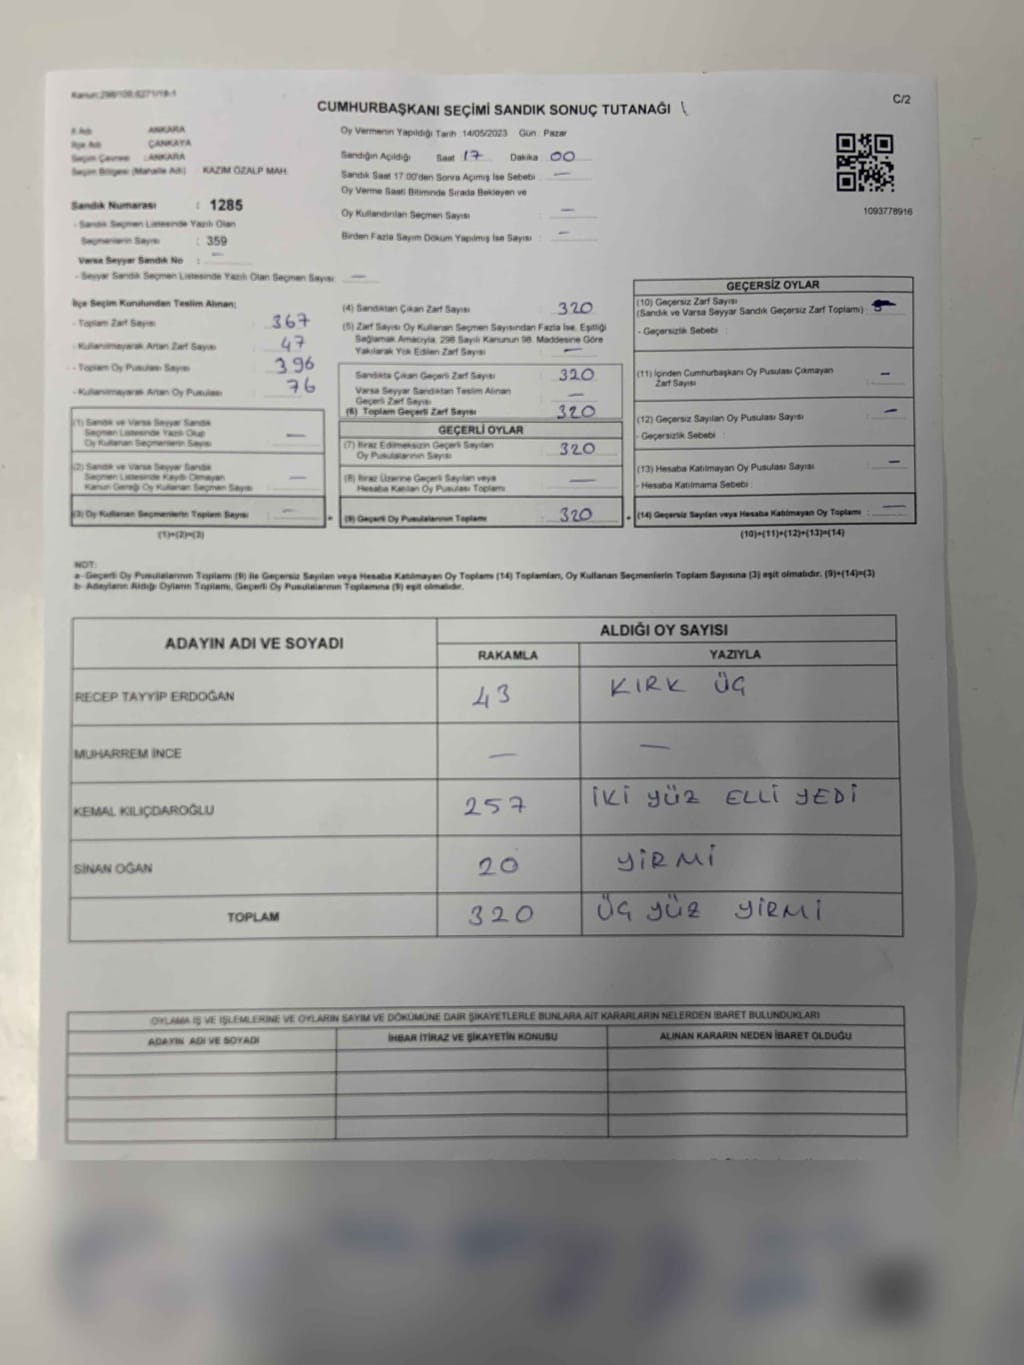 Kanun:298/105,6271/18-1
C/2
CUMHURBAŞKANI SEÇİMİ SANDIK SONUÇ TUTANAĞI
İl Adı ANKARA
İlçe Adı ÇANKAYA
Seçim Çevresi : ANKARA
Seçim Bölgesi (Mahalle Adı) KAZIM ÖZALP MAH.
Sandık Numarası : 1285
- Sandık Seçmen Listesinde Yazılı Olan
Seçmenlerin Sayısı : 359
Varsa Seyyar Sandık No : —
- Seyyar Sandık Seçmen Listesinde Yazılı Olan Seçmen Sayısı: —
Oy Vermenin Yapıldığı Tarih : 14/05/2023 Gün : Pazar
Sandığın Açıldığı Saat 17 Dakika : 00
Sandık Saat 17:00'den Sonra Açımış İse Sebebi : —
Oy Verme Saati Bitiminde Sırada Bekleyen ve
Oy Kullandırılan Seçmen Sayısı : —
Birden Fazla Sayım Döküm Yapılmış İse Sayısı : —
1093778916
İlçe Seçim Kurulundan Teslim Alınan;
- Toplam Zarf Sayısı : 367
- Kullanılmayarak Artan Zarf Sayısı : 47
- Toplam Oy Pusulası Sayısı : 396
- Kullanılmayarak Artan Oy Pusulası : 76
(1) Sandık ve Varsa Seyyar Sandık
Seçmen Listesinde Yazılı Olup
Oy Kullanan Seçmenlerin Sayısı : —
(2) Sandık ve Varsa Seyyar Sandık
Seçmen Listesinde Kaydı Olmayan
Kanun Gereği Oy Kullanan Seçmen Sayısı : —
(3) Oy Kullanan Seçmenlerin Toplam Sayısı : —
(1)+(2)=(3)
(4) Sandıktan Çıkan Zarf Sayısı : 320
(5) Zarf Sayısı Oy Kullanan Seçmen Sayısından Fazla İse, Eşitliği
Sağlamak Amacıyla, 298 Sayılı Kanunun 98. Maddesine Göre
Yakılarak Yok Edilen Zarf Sayısı : —
Sandıkta Çıkan Geçerli Zarf Sayısı : 320
Varsa Seyyar Sandıktan Teslim Alınan
Geçerli Zarf Sayısı : —
(6) Toplam Geçerli Zarf Sayısı : 320
GEÇERLİ OYLAR
(7) İtiraz Edilmeksizin Geçerli Sayılan
Oy Pusulalarının Sayısı : 320
(8) İtiraz Üzerine Geçerli Sayılan veya
Hesaba Katılan Oy Pusulası Toplamı : —
(9) Geçerli Oy Pusulalarının Toplamı : 320
GEÇERSİZ OYLAR
(10) Geçersiz Zarf Sayısı
(Sandık ve Varsa Seyyar Sandık Geçersiz Zarf Toplamı) :
- Geçersizlik Sebebi :
(11) İçinden Cumhurbaşkanı Oy Pusulası Çıkmayan
Zarf Sayısı : —
(12) Geçersiz Sayılan Oy Pusulası Sayısı : —
- Geçersizlik Sebebi :
(13) Hesaba Katılmayan Oy Pusulası Sayısı : —
- Hesaba Katılmama Sebebi :
(14) Geçersiz Sayılan veya Hesaba Katılmayan Oy Toplamı : —
(10)+(11)+(12)+(13)=(14)
NOT:
a- Geçerli Oy Pusulalarının Toplamı (9) ile Geçersiz Sayılan veya Hesaba Katılmayan Oy Toplamı (14) Toplamları, Oy Kullanan Seçmenlerin Toplam Sayısına (3) eşit olmalıdır. (9)+(14)=(3)
b- Adayların Aldığı Oyların Toplamı, Geçerli Oy Pusulalarının Toplamına (9) eşit olmalıdır.
ADAYIN ADI VE SOYADI
ALDIĞI OY SAYISI
RAKAMLA YAZIYLA
RECEP TAYYİP ERDOĞAN 43 KIRK ÜÇ
MUHARREM İNCE — —
KEMAL KILIÇDAROĞLU 257 İKİ YÜZ ELLİ YEDİ
SİNAN OĞAN 20 YİRMİ
TOPLAM 320 ÜÇ YÜZ YİRMİ
OYLAMA İŞ VE İŞLEMLERİNE VE OYLARIN SAYIM VE DÖKÜMÜNE DAİR ŞİKAYETLERLE BUNLARA AİT KARARLARIN NELERDEN İBARET BULUNDUKLARI
ADAYIN ADI VE SOYADI İHBAR İTİRAZ VE ŞİKAYETİN KONUSU ALINAN KARARIN NEDEN İBARET OLDUĞU